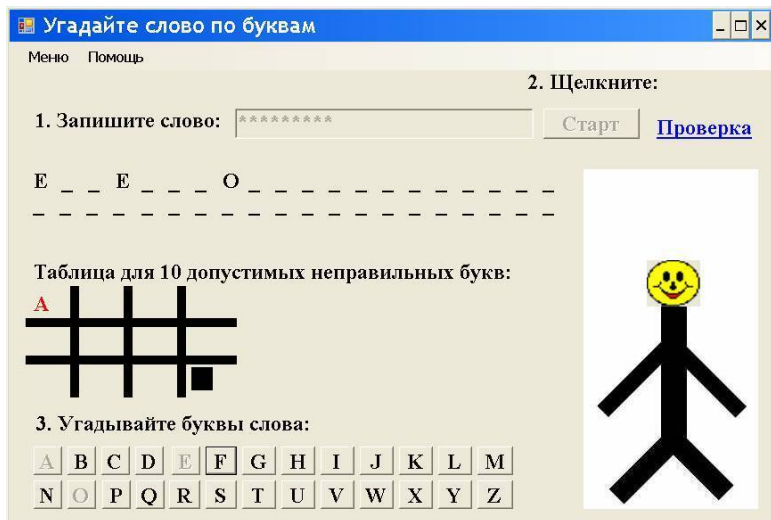 Угадайте слово по буквам
Меню Помощь
2. Щелкните:
1. Запишите слово: ********* Старт Проверка
E _ _ E _ _ _ O _ _ _ _ _ _ _ _ _ _ _ _
_ _ _ _ _ _ _ _ _ _ _ _ _ _ _ _ _ _ _ _
Таблица для 10 допустимых неправильных букв:
A
3. Угадывайте буквы слова:
A B C D E F G H I J K L M
N O P Q R S T U V W X Y Z